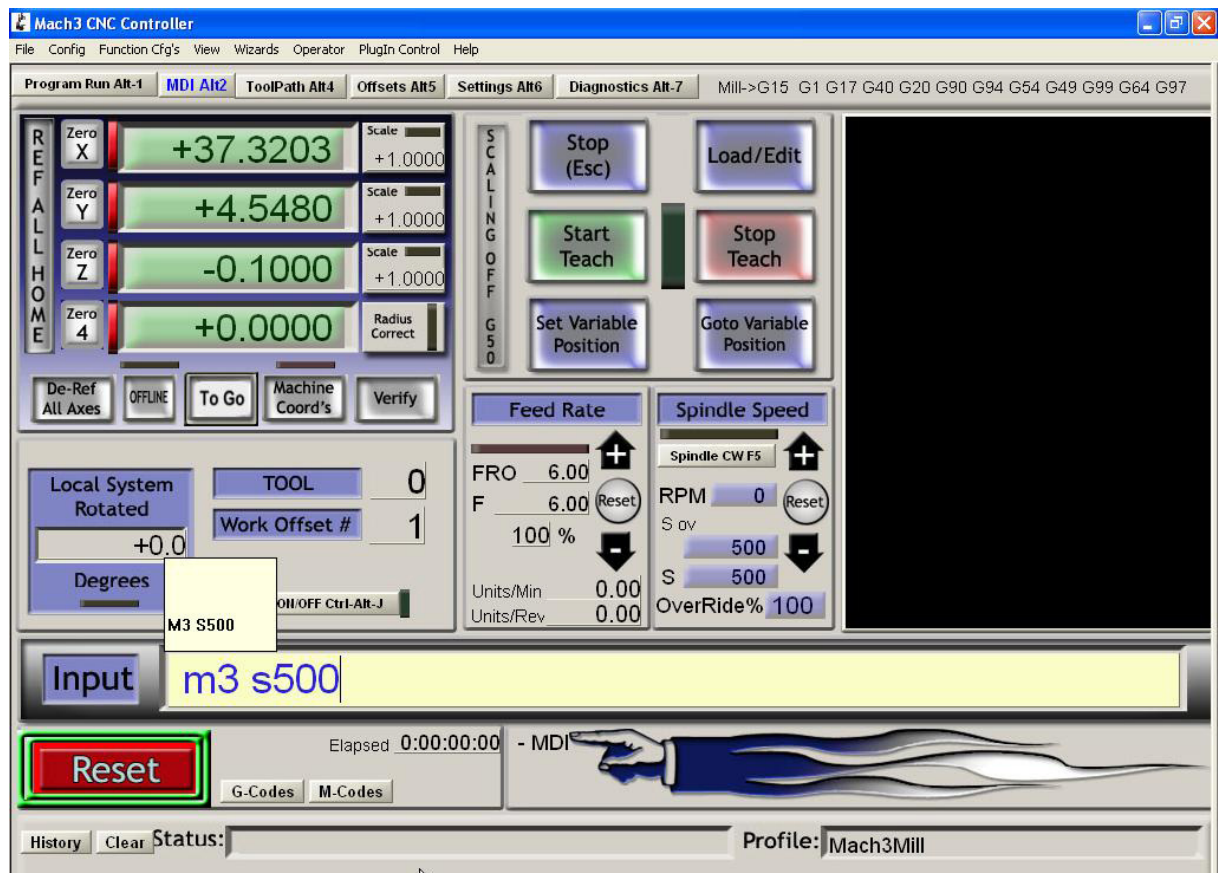 Mach3 CNC Controller
File Config Function Cfg's View Wizards Operator PlugIn Control Help
Program Run Alt-1 MDI Alt2 ToolPath Alt4 Offsets Alt5 Settings Alt6 Diagnostics Alt-7 Mill->G15 G1 G17 G40 G20 G90 G94 G54 G49 G99 G64 G97
REF ALL HOME
Zero X +37.3203 Scale +1.0000
Zero Y +4.5480 Scale +1.0000
Zero Z -0.1000 Scale +1.0000
Zero 4 +0.0000 Radius Correct
De-Ref All Axes OFFLINE To Go Machine Coord's Verify
SCALING OFF G50
Stop (Esc) Load/Edit
Start Teach Stop Teach
Set Variable Position Goto Variable Position
Local System Rotated
+0.0
Degrees
TOOL 0
Work Offset # 1
ON/OFF Ctrl-Alt-J
Feed Rate
FRO 6.00
F 6.00 Reset
100 %
Units/Min 0.00
Units/Rev 0.00
Spindle Speed
Spindle CW F5
RPM 0 Reset
S ov
500
S 500
OverRide% 100
M3 S500
Input m3 s500
Reset
Elapsed 0:00:00:00 - MDI
G-Codes M-Codes
History Clear Status: Profile: Mach3Mill